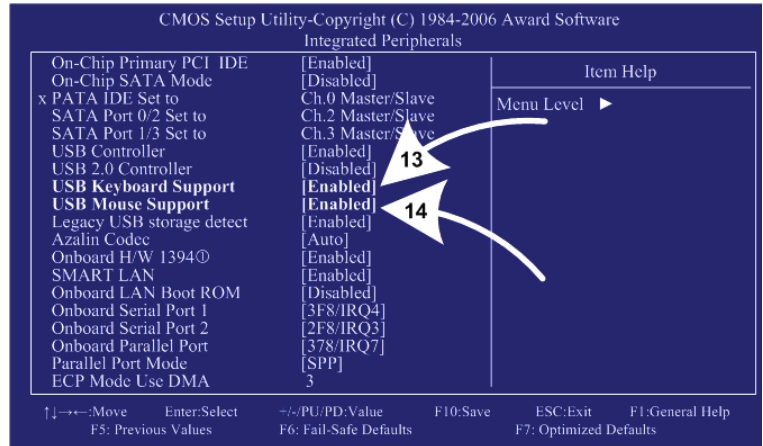 CMOS Setup Utility-Copyright (C) 1984-2006 Award Software
Integrated Peripherals
On-Chip Primary PCI IDE [Enabled]
On-Chip SATA Mode [Disabled]
x PATA IDE Set to Ch.0 Master/Slave
SATA Port 0/2 Set to Ch.2 Master/Slave
SATA Port 1/3 Set to Ch.3 Master/Slave
USB Controller [Enabled]
USB 2.0 Controller [Disabled]
USB Keyboard Support [Enabled]
USB Mouse Support [Enabled]
Legacy USB storage detect [Enabled]
Azalin Codec [Auto]
Onboard H/W 1394① [Enabled]
SMART LAN [Enabled]
Onboard LAN Boot ROM [Disabled]
Onboard Serial Port 1 [3F8/IRQ4]
Onboard Serial Port 2 [2F8/IRQ3]
Onboard Parallel Port [378/IRQ7]
Parallel Port Mode [SPP]
ECP Mode Use DMA 3
Item Help
Menu Level ▶
13
14
↑↓→←:Move Enter:Select +/-/PU/PD:Value F10:Save ESC:Exit F1:General Help
F5: Previous Values F6: Fail-Safe Defaults F7: Optimized Defaults